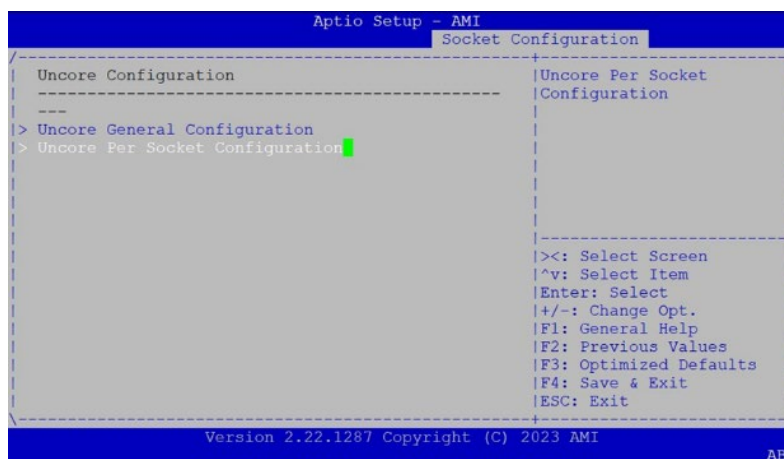 Aptio Setup - AMI
Socket Configuration
Uncore Configuration
---
> Uncore General Configuration
> Uncore Per Socket Configuration
Uncore Per Socket
Configuration
><: Select Screen
^v: Select Item
Enter: Select
+/-: Change Opt.
F1: General Help
F2: Previous Values
F3: Optimized Defaults
F4: Save & Exit
ESC: Exit
Version 2.22.1287 Copyright (C) 2023 AMI